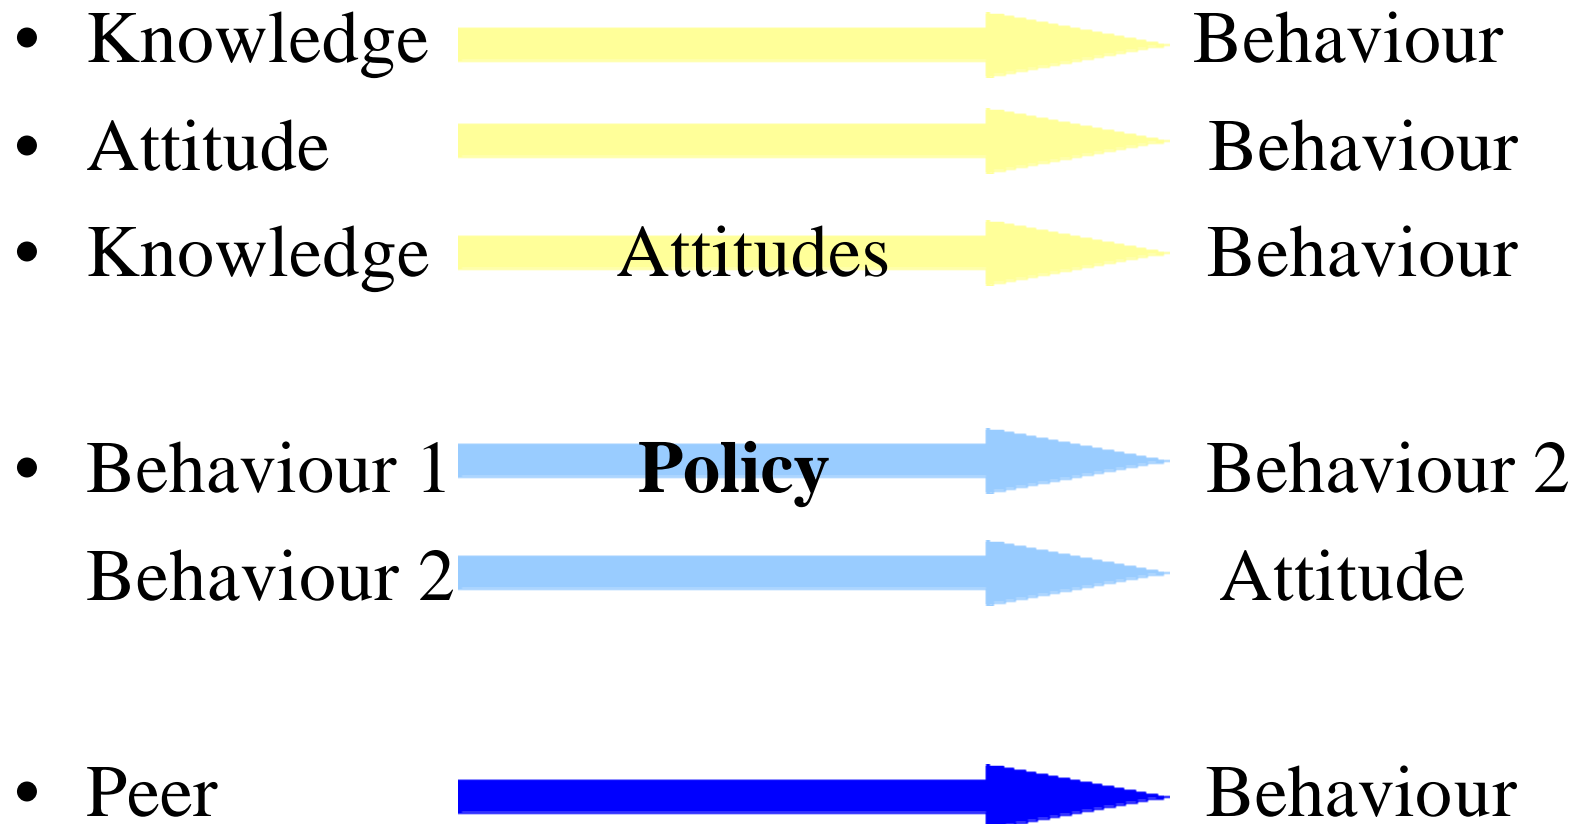 • Knowledge Behaviour
• Attitude Behaviour
• Knowledge Attitudes Behaviour
• Behaviour 1 Policy Behaviour 2
Behaviour 2 Attitude
• Peer Behaviour